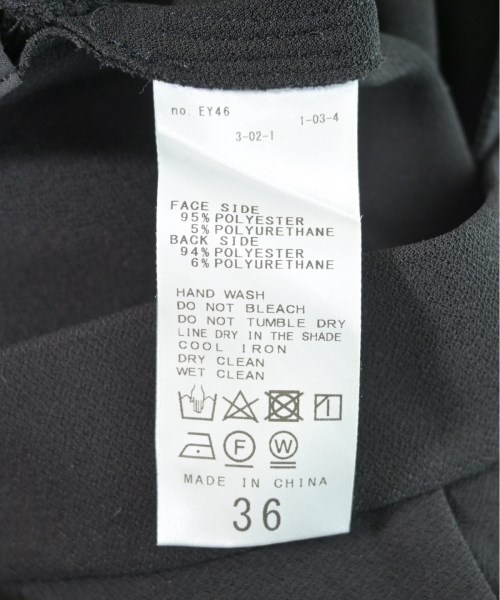 no. EY46 1-03-4
3-02-1
FACE SIDE
95% POLYESTER
5% POLYURETHANE
BACK SIDE
94% POLYESTER
6% POLYURETHANE
HAND WASH
DO NOT BLEACH
DO NOT TUMBLE DRY
LINE DRY IN THE SHADE
COOL IRON
DRY CLEAN
WET CLEAN
F W
MADE IN CHINA
36